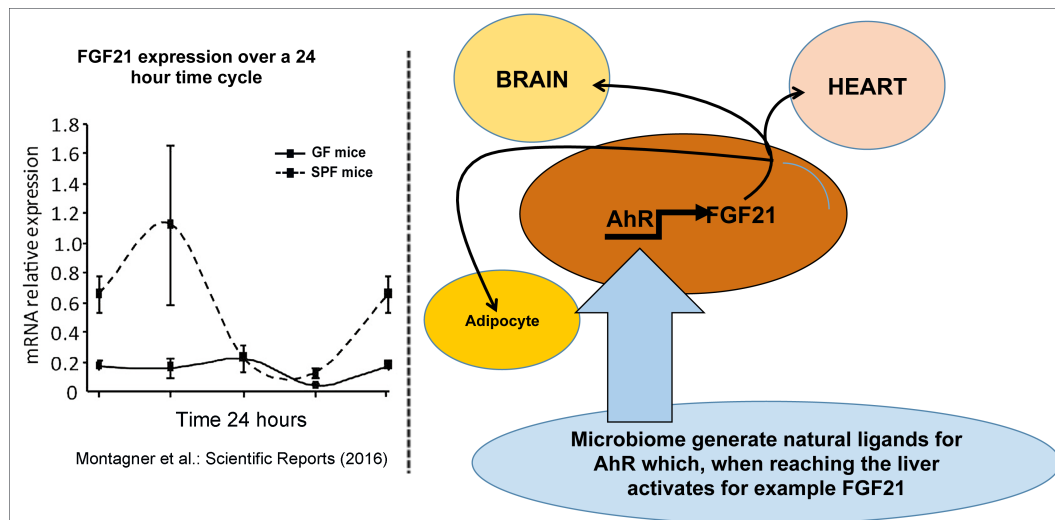 FGF21 expression over a 24
hour time cycle
mRNA relative expression
1.8
1.6
1.4
1.2
1.0
0.8
0.6
0.4
0.2
0
GF mice
SPF mice
Time 24 hours
Montagner et al.: Scientific Reports (2016)
BRAIN
HEART
AhR
FGF21
Adipocyte
Microbiome generate natural ligands for
AhR which, when reaching the liver
activates for example FGF21